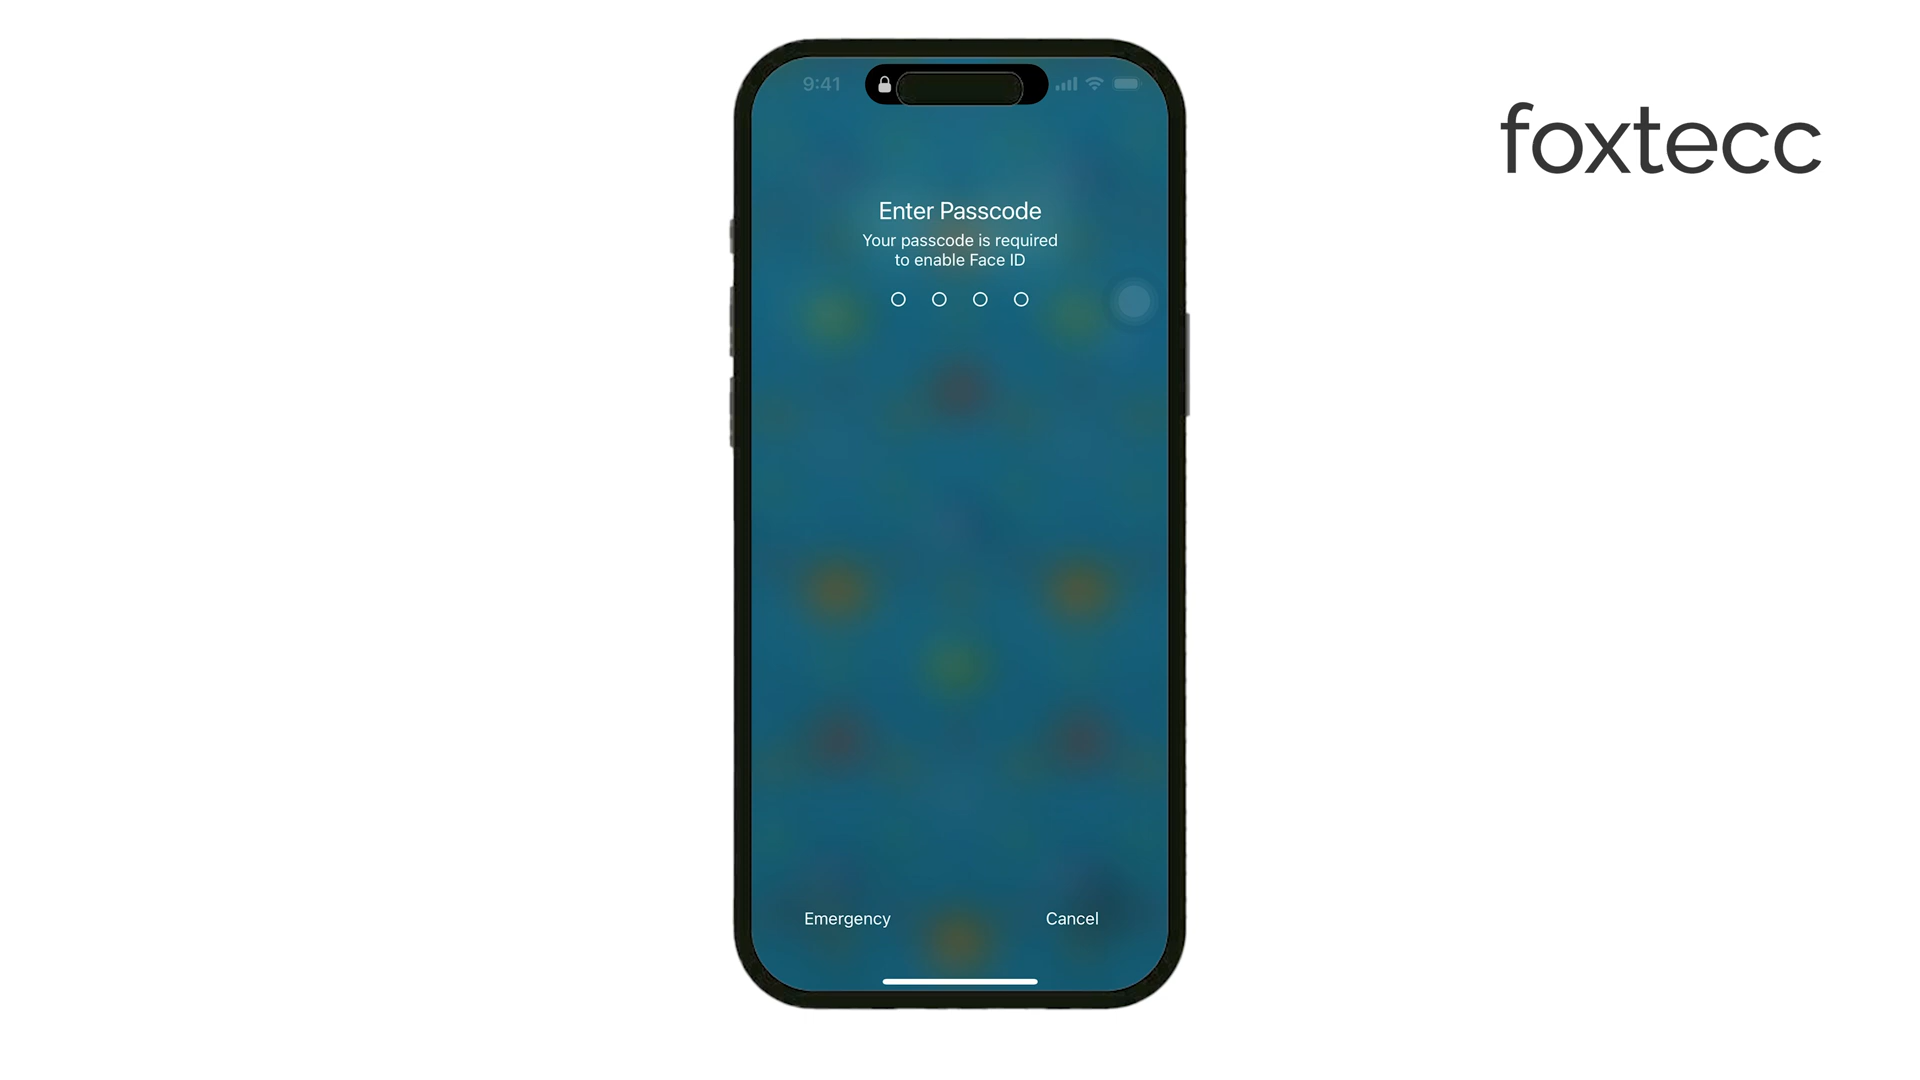 9:41
foxtecc
Enter Passcode
Your passcode is required
to enable Face ID
Emergency
Cancel